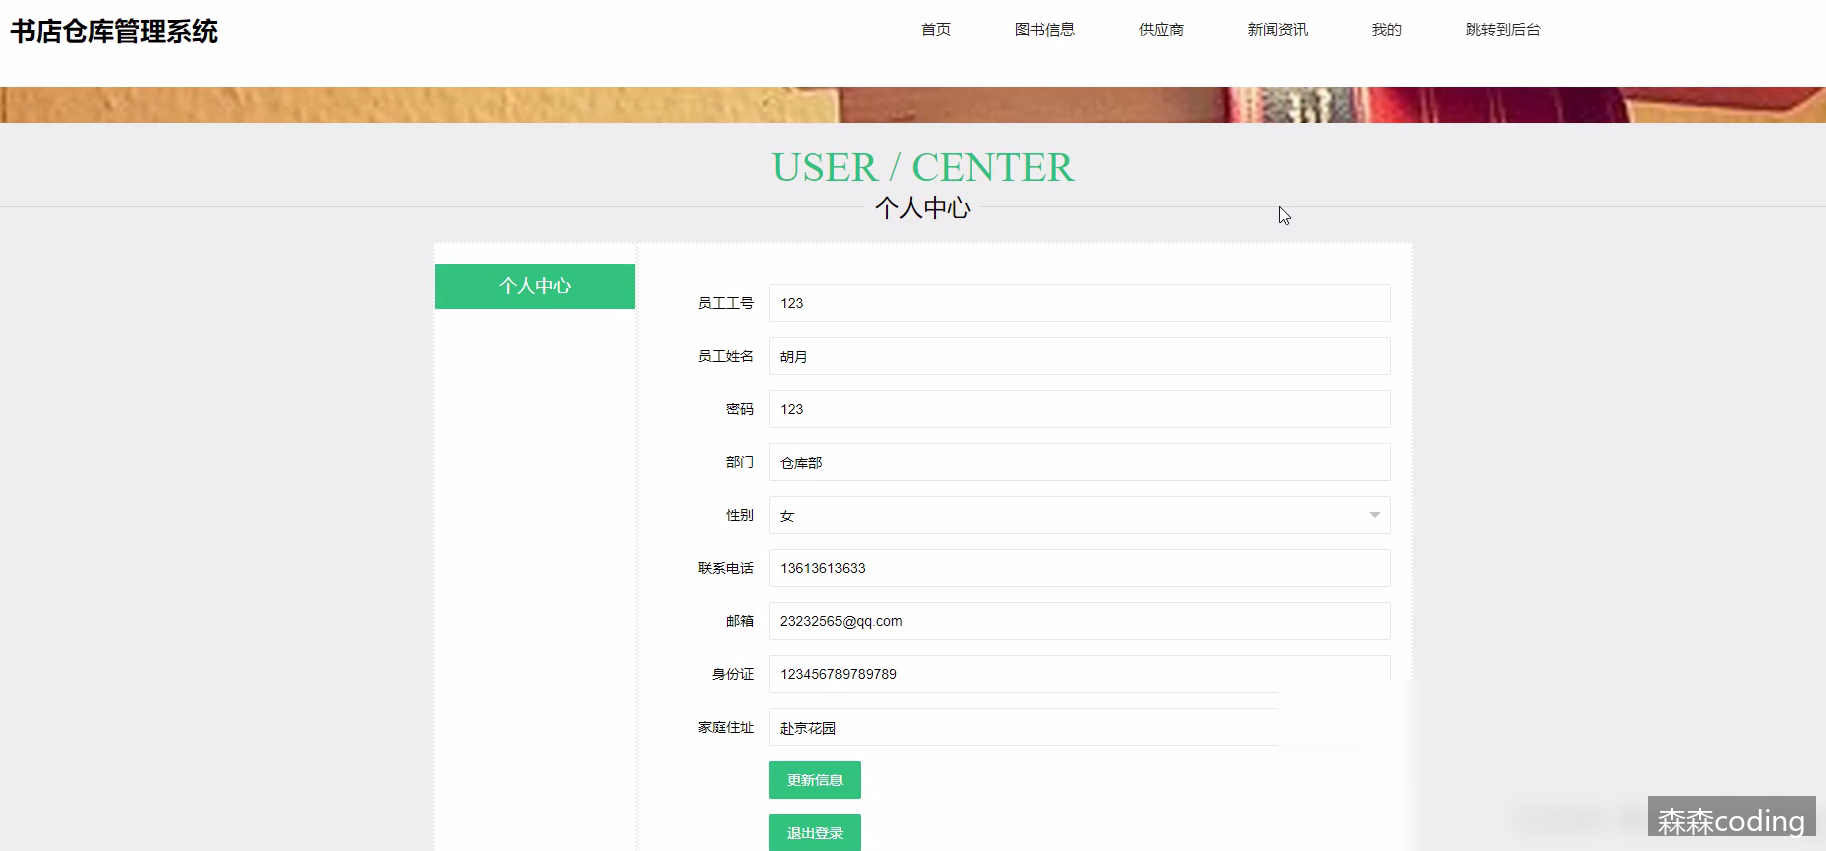 书店仓库管理系统
首页 图书信息 供应商 新闻资讯 我的 跳转到后台
USER / CENTER
个人中心
个人中心
员工工号 123
员工姓名 胡月
密码 123
部门 仓库部
性别 女
联系电话 13613613633
邮箱 23232565@qq.com
身份证 123456789789789
家庭住址 赴京花园
更新信息
退出登录
森森coding